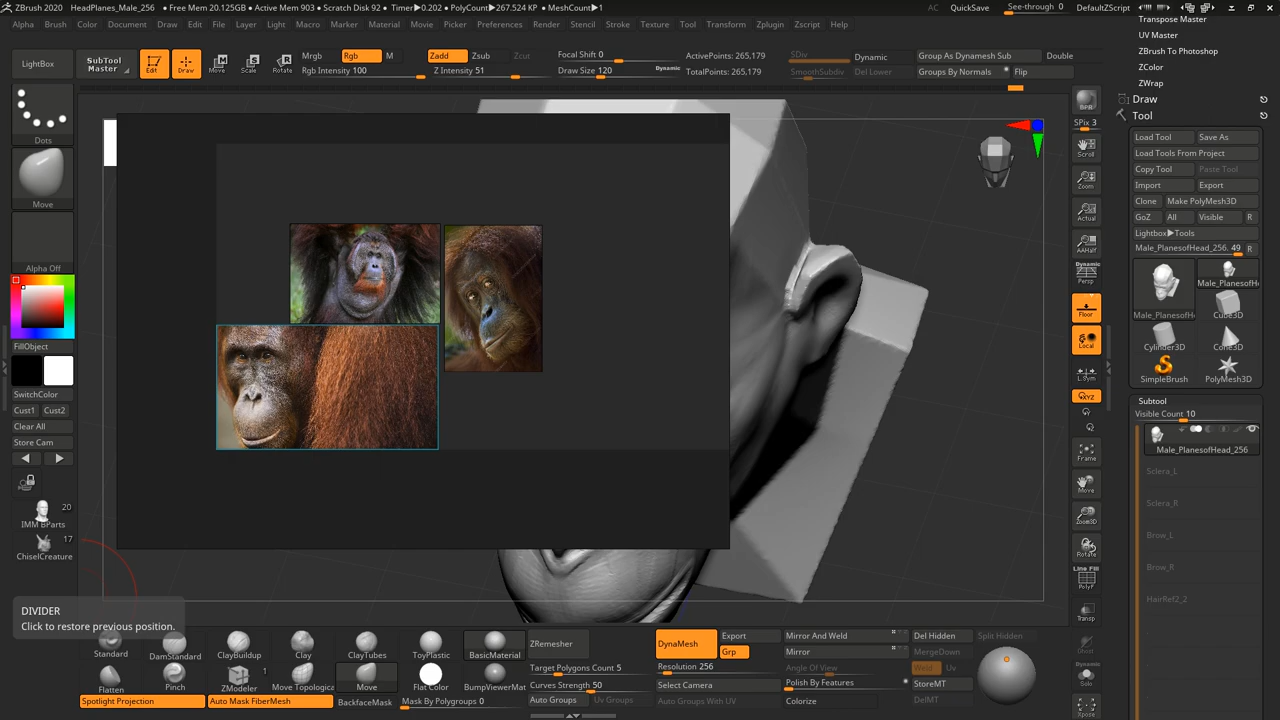 ZBrush 2020 HeadPlanes_Male_256 • Free Mem 20.125GB • Active Mem 903 • Scratch Disk 92 • Timer▶0.202 • PolyCount▶267.524 KP • MeshCount▶1
AC QuickSave See-through 0 Menus DefaultZScript
Alpha Brush Color Document Draw Edit File Layer Light Macro Marker Material Movie Picker Preferences Render Stencil Stroke Texture Tool Transform Zplugin Zscript Help
LightBox
SubTool
Master
Edit
Draw
Move
Scale
Rotate
Mrgb Rgb M
Rgb Intensity 100
Zadd Zsub Zcut
Z Intensity 51
Focal Shift 0
Draw Size 120
Dynamic
ActivePoints: 265,179
TotalPoints: 265,179
SDiv
SmoothSubdiv
Dynamic
Del Lower
Group As Dynamesh Sub
Groups By Normals
Double
Flip
Dots
Move
Alpha Off
FillObject
SwitchColor
Cust1 Cust2
Clear All
Store Cam
20
IMM BParts
17
ChiselCreature
DIVIDER
Click to restore previous position.
BPR
SPix 3
Scroll
Zoom
Actual
AAHalf
Dynamic
Persp
Floor
Local
L.Sym
XYZ
Frame
Move
Zoom3D
Rotate
Line Fill
PolyF
Transp
Ghost
Dynamic
Solo
Xpose
Transpose Master
UV Master
ZBrush To Photoshop
ZColor
ZWrap
Draw
Tool
Load Tool Save As
Load Tools From Project
Copy Tool Paste Tool
Import Export
Clone Make PolyMesh3D
GoZ All Visible R
Lightbox▶Tools
Male_PlanesofHead_256. 49 R
Male_PlanesofH Male_PlanesofHe
Cube3D
Cylinder3D Cone3D
SimpleBrush PolyMesh3D
Subtool
Visible Count 10
Male_PlanesofHead_256
Sclera_L
Sclera_R
Brow_L
Brow_R
HairRef2_2
Standard DamStandard ClayBuildup Clay ClayTubes ToyPlastic BasicMaterial
Flatten Pinch 1 ZModeler Move Topologica Move Flat Color BumpViewerMat
Spotlight Projection Auto Mask FiberMesh BackfaceMask Mask By Polygroups 0
ZRemesher
Target Polygons Count 5
Curves Strength 50
Auto Groups Uv Groups
DynaMesh
Export
Grp
Resolution 256
Select Camera
Auto Groups With UV
Mirror And Weld
Mirror
Angle Of View
Polish By Features
Colorize
Del Hidden
MergeDown
Weld Uv
StoreMT
DelMT
Split Hidden